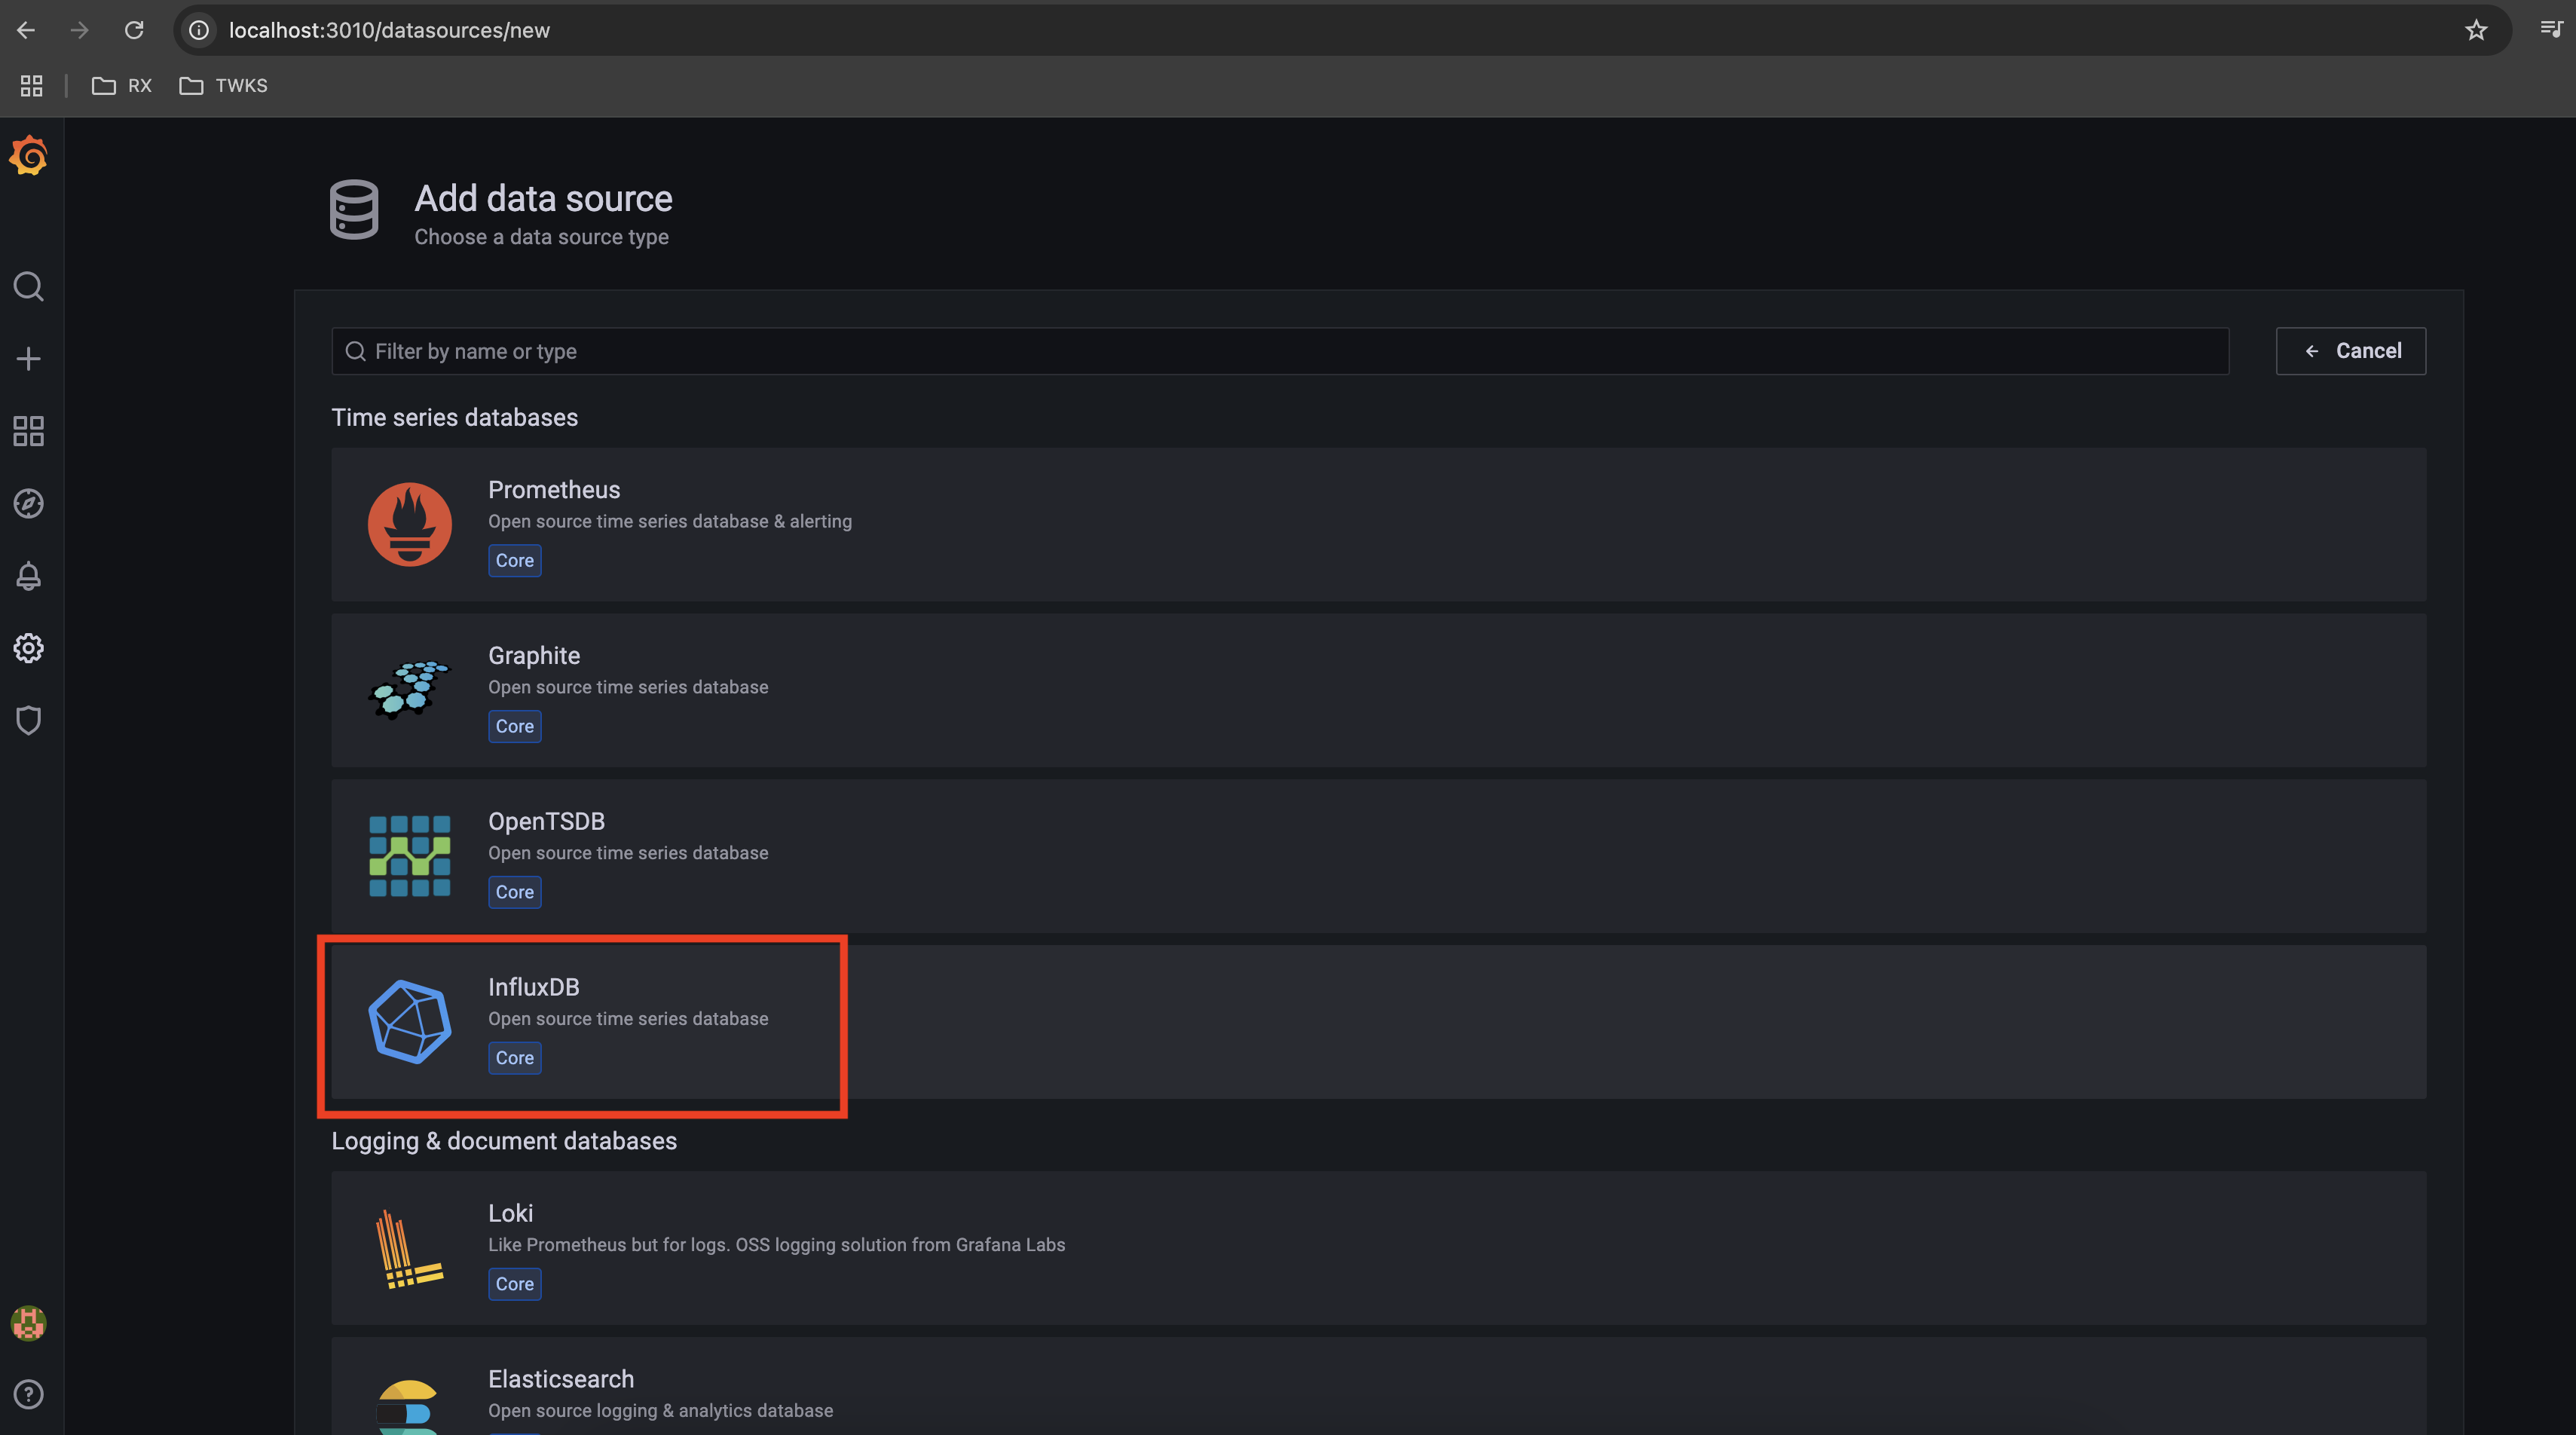 localhost:3010/datasources/new
RX
TWKS
Add data source
Choose a data source type
Filter by name or type
Cancel
Time series databases
Prometheus
Open source time series database & alerting
Core
Graphite
Open source time series database
Core
OpenTSDB
Open source time series database
Core
InfluxDB
Open source time series database
Core
Logging & document databases
Loki
Like Prometheus but for logs. OSS logging solution from Grafana Labs
Core
Elasticsearch
Open source logging & analytics database